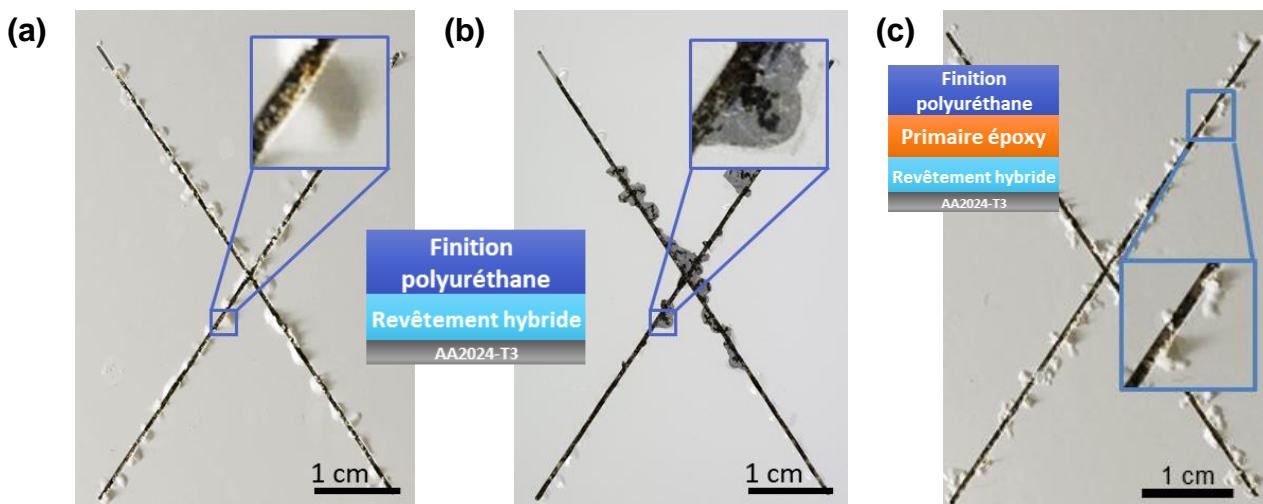 (a)
(b)
(c)
Finition
polyuréthane
Revêtement hybride
AA2024-T3
Finition
polyuréthane
Primaire époxy
Revêtement hybride
AA2024-T3
1 cm
1 cm
1 cm